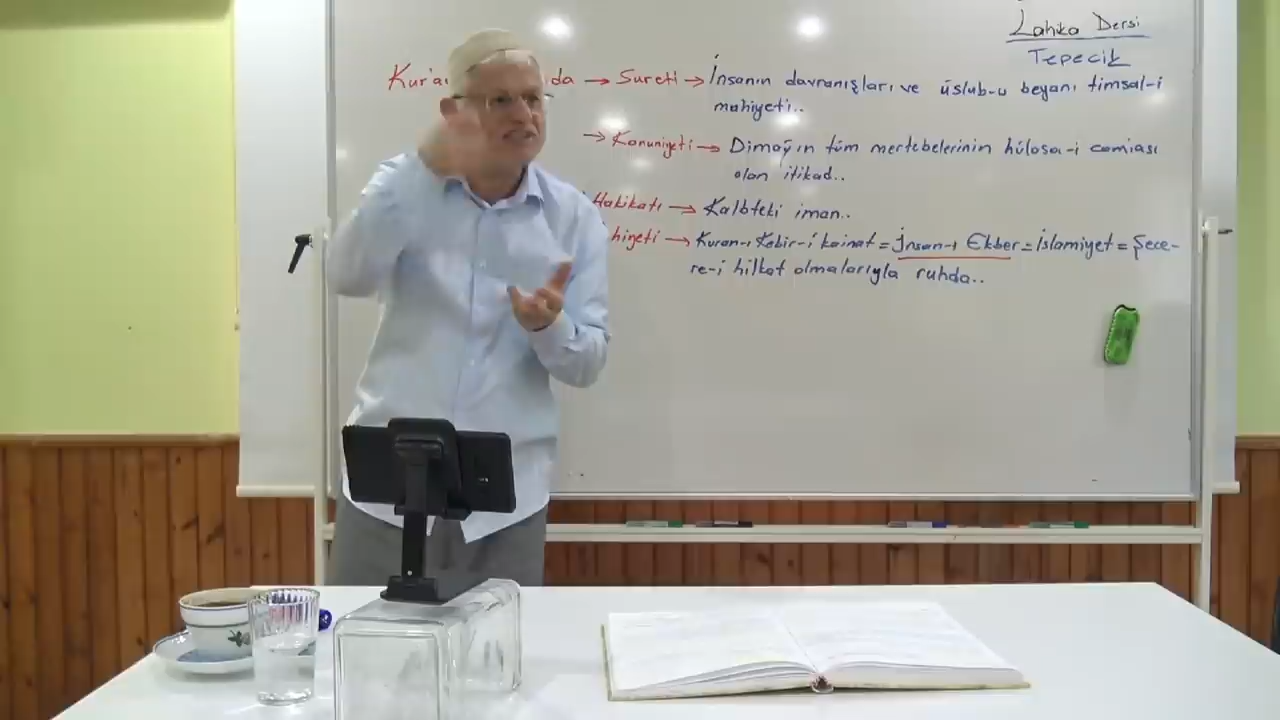 Lahika Dersi
Tepecik
Kur'a da → Sureti → İnsanın davranışları ve üslub-u beyanı timsal-i
mahiyeti..
→ Kanuniyeti → Dimağın tüm mertebelerinin hülosa-i camiası
olan itikad..
Hakikatı → Kalbteki iman..
hiyeti → Kuran-ı Kebir-i kainat = İnsan-ı Ekber = İslamiyet = Şece-
re-i hilkat olmalarıyla ruhda..